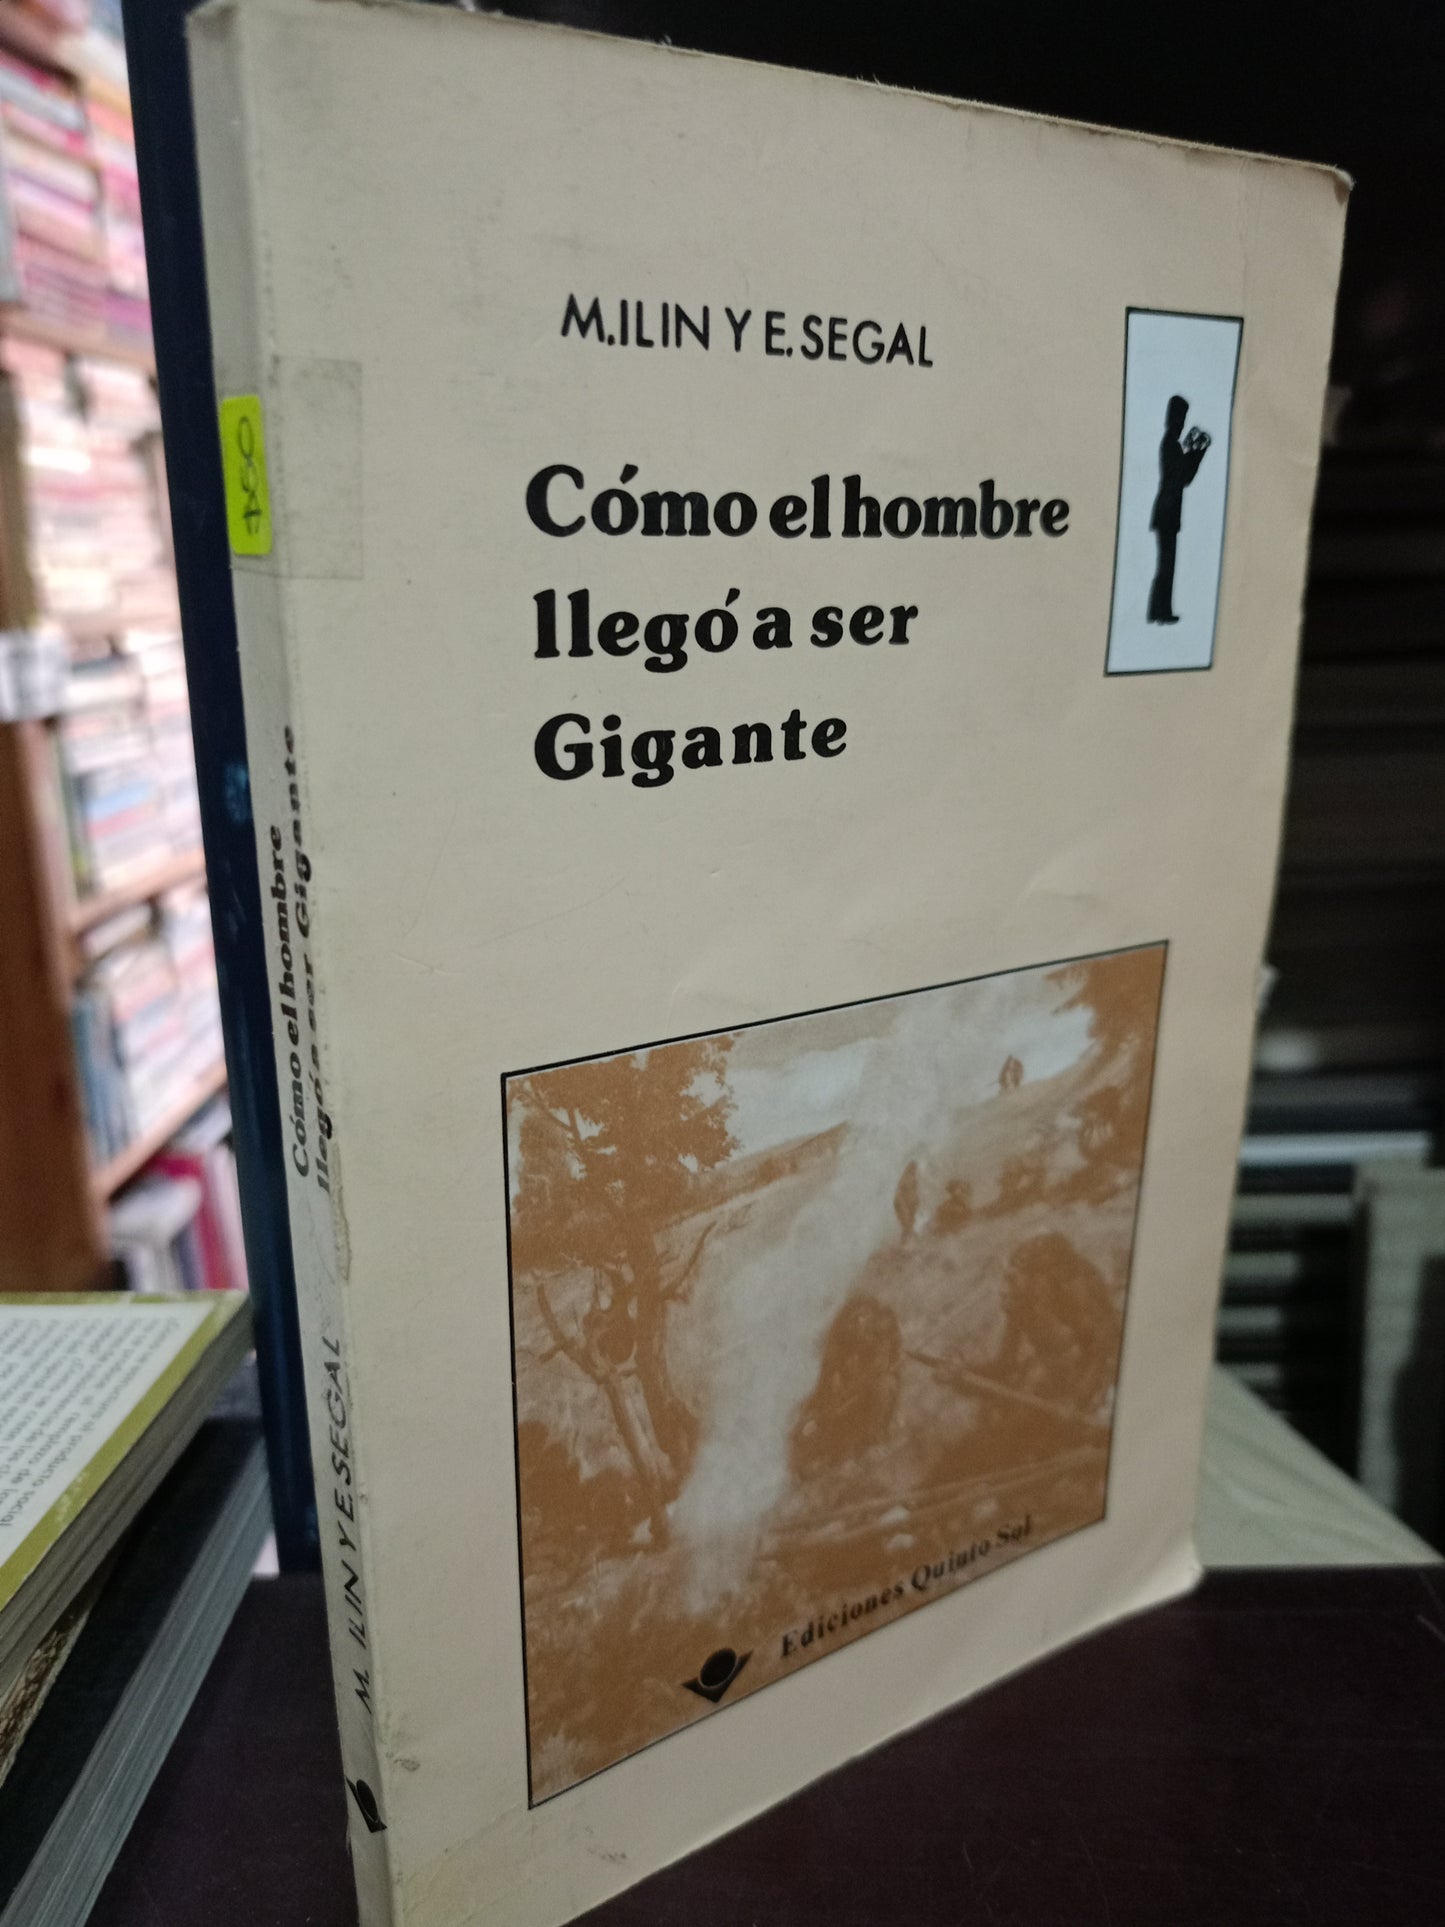 M. ILIN Y E. SEGAL
Cómo el hombre
llegó a ser
Gigante
Ediciones Quinto Sol
Cómo el hombre
llegó a ser Gigante
M. ILIN Y E. SEGAL